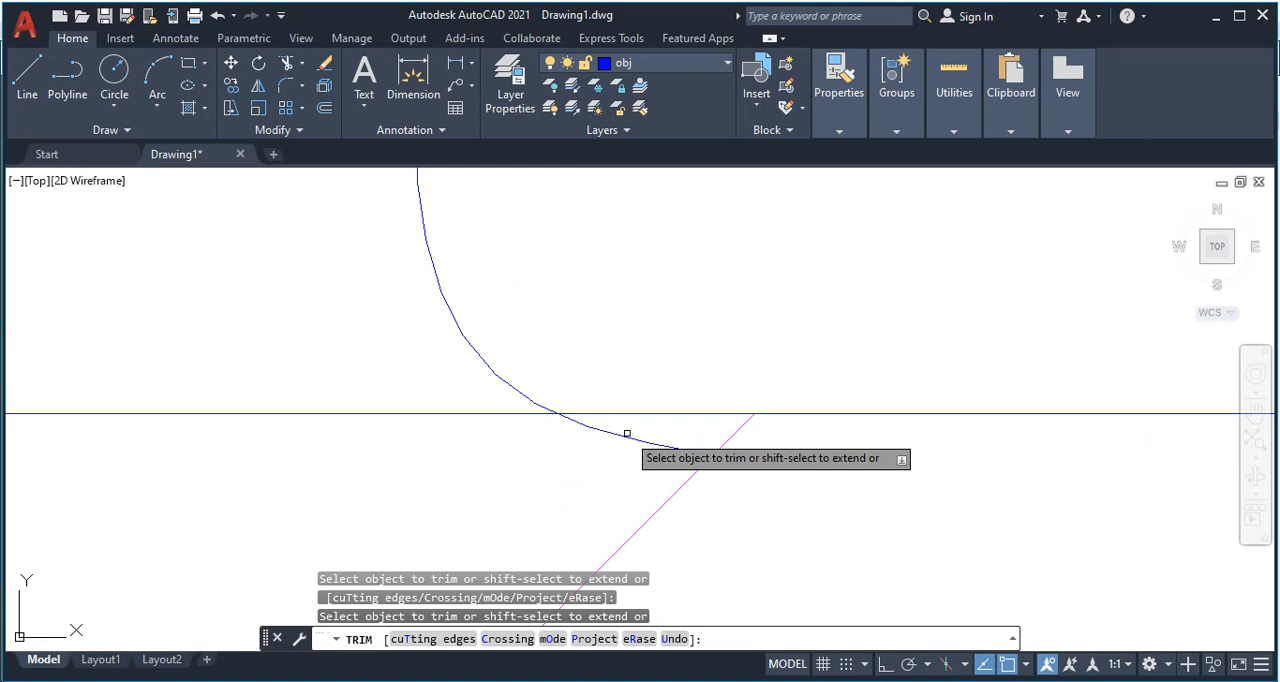 Autodesk AutoCAD 2021 Drawing1.dwg
Type a keyword or phrase
Sign In
Home Insert Annotate Parametric View Manage Output Add-ins Collaborate Express Tools Featured Apps
Line Polyline Circle Arc
Draw
Modify
Text Dimension
Annotation
Layer
Properties
obj
Layers
Insert
Block
Properties
Groups
Utilities
Clipboard
View
Start
Drawing1*
[−][Top][2D Wireframe]
N
W TOP E
S
WCS
Select object to trim or shift-select to extend or
Select object to trim or shift-select to extend or
[cuTting edges/Crossing/mOde/Project/eRase]:
Select object to trim or shift-select to extend or
TRIM [cuTting edges Crossing mOde Project eRase Undo]:
Y
X
Model Layout1 Layout2
MODEL
1:1